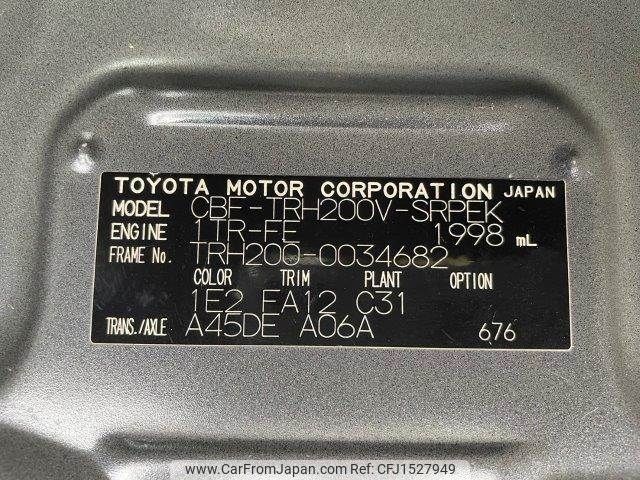 TOYOTA MOTOR CORPORATION JAPAN
MODEL CBF-TRH200V-SRPEK
ENGINE 1TR-FE 1998 mL
FRAME No. TRH200-0034682
COLOR TRIM PLANT OPTION
1E2 FA12 C31
TRANS./AXLE A45DE A06A 676
www.CarFromJapan.com - CFJ1527949